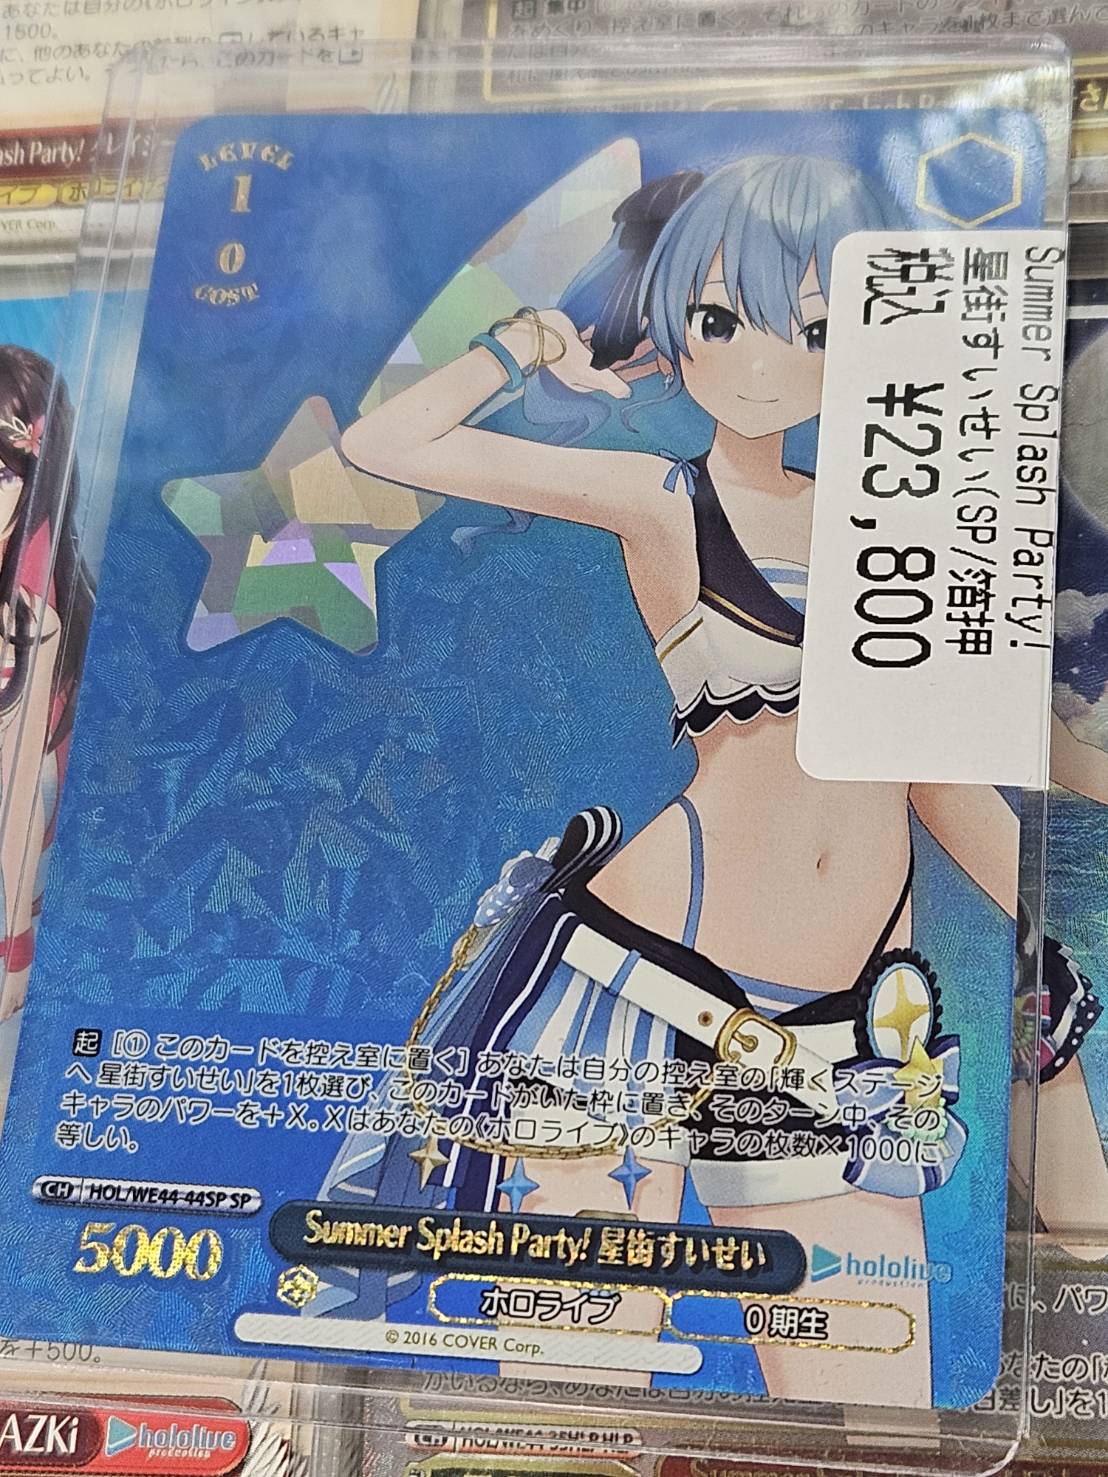 LEVEL
1
0
COST
Summer Splash Party!
星街すいせい(SP/箔押
税込 ¥23,800
起 [① このカードを控え室に置く] あなたは自分の控え室の「輝くステージ
へ 星街すいせい」を1枚選び、このカードがいた枠に置き、そのターン中、その
キャラのパワーを+X。Xはあなたの《ホロライブ》のキャラの枚数×1000に
等しい。
CH HOL/WE44-44SP SP
5000
Summer Splash Party! 星街すいせい
hololive
production
ホロライブ
0期生
© 2016 COVER Corp.
を+500。
AZKi
hololive
production